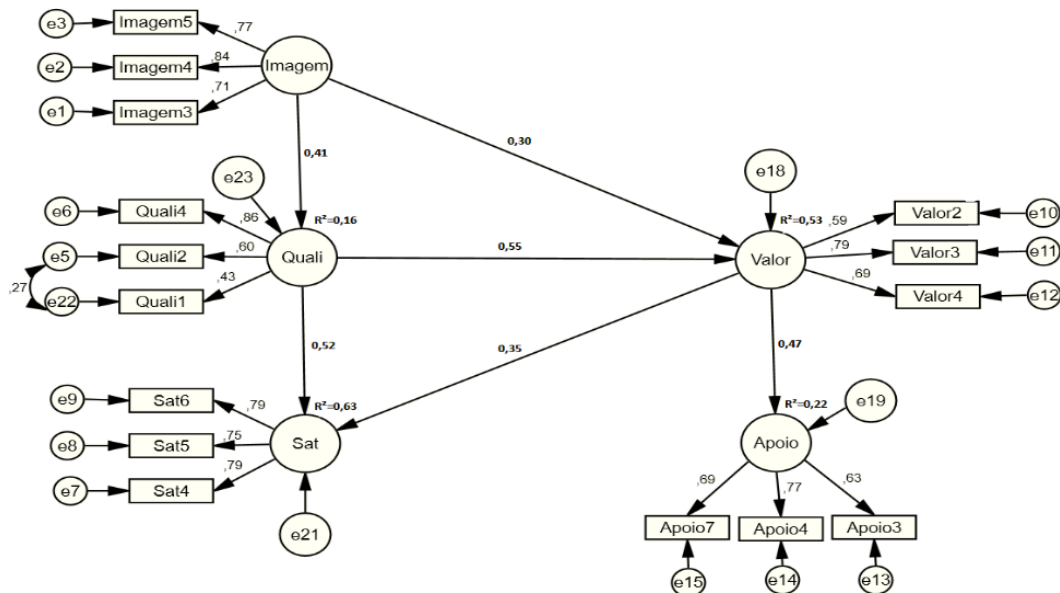 e3
Imagem5
,77
e2
Imagem4
,84
Imagem
e1
Imagem3
,71
0,41
0,30
e23
e18
e6
Quali4
,86
R²=0,16
e5
Quali2
,60
Quali
0,55
,27
e22
Quali1
,43
R²=0,53
Valor
,59
Valor2
e10
,79
Valor3
e11
,69
Valor4
e12
0,52
0,35
0,47
e9
Sat6
,79
R²=0,63
e8
Sat5
,75
Sat
e7
Sat4
,79
e21
R²=0,22
e19
Apoio
,69
,77
,63
Apoio7
Apoio4
Apoio3
e15
e14
e13